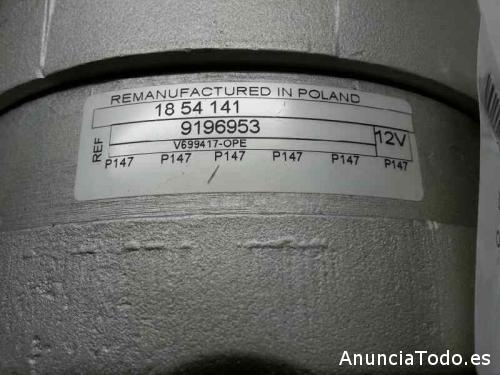 REMANUFACTURED IN POLAND
18 54 141
REF 9196953 12V
V699417-OPE
P147 P147 P147 P147 P147 P147
AnunciaTodo.es